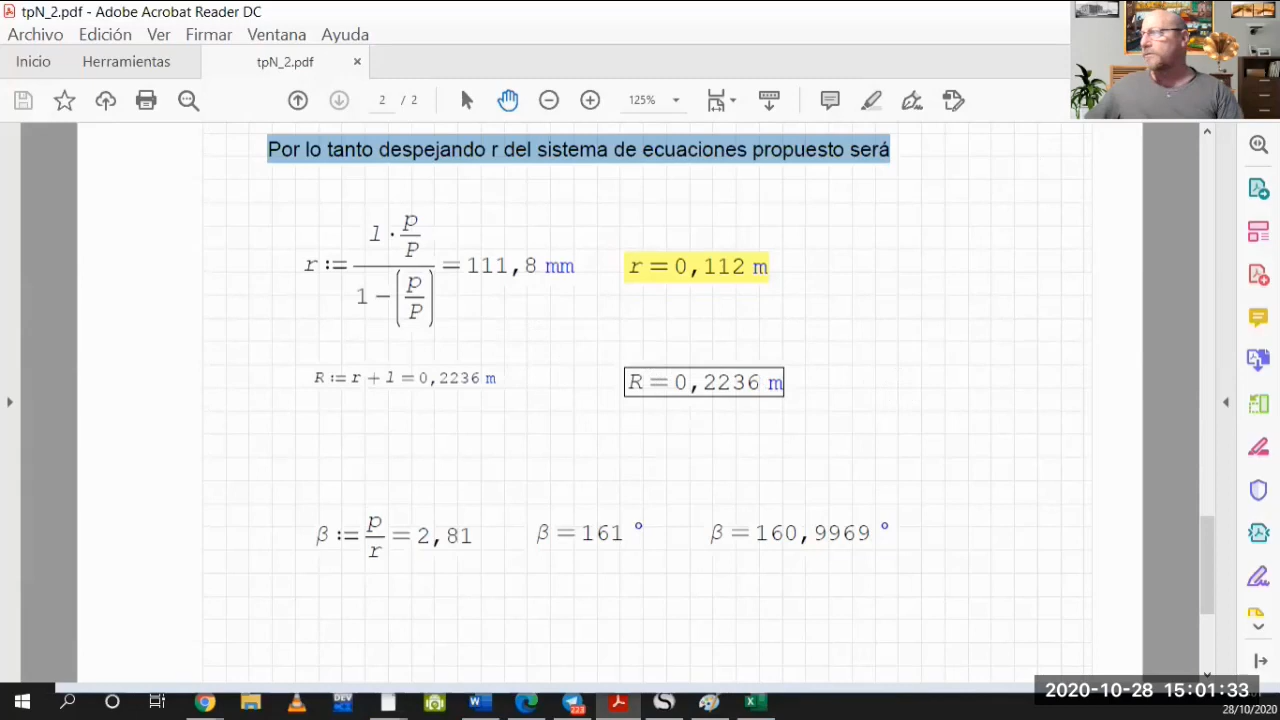 tpN_2.pdf - Adobe Acrobat Reader DC
Archivo Edición Ver Firmar Ventana Ayuda
Inicio Herramientas tpN_2.pdf ×
2 / 2 125%
Por lo tanto despejando r del sistema de ecuaciones propuesto será
r := (l · p/P) / (1 − (p/P)) = 111,8 mm r = 0,112 m
R := r + l = 0,2236 m R = 0,2236 m
β := p/r = 2,81 β = 161 ° β = 160,9969 °
DEV W 223 S X
2020-10-28 15:01:33
28/10/2020